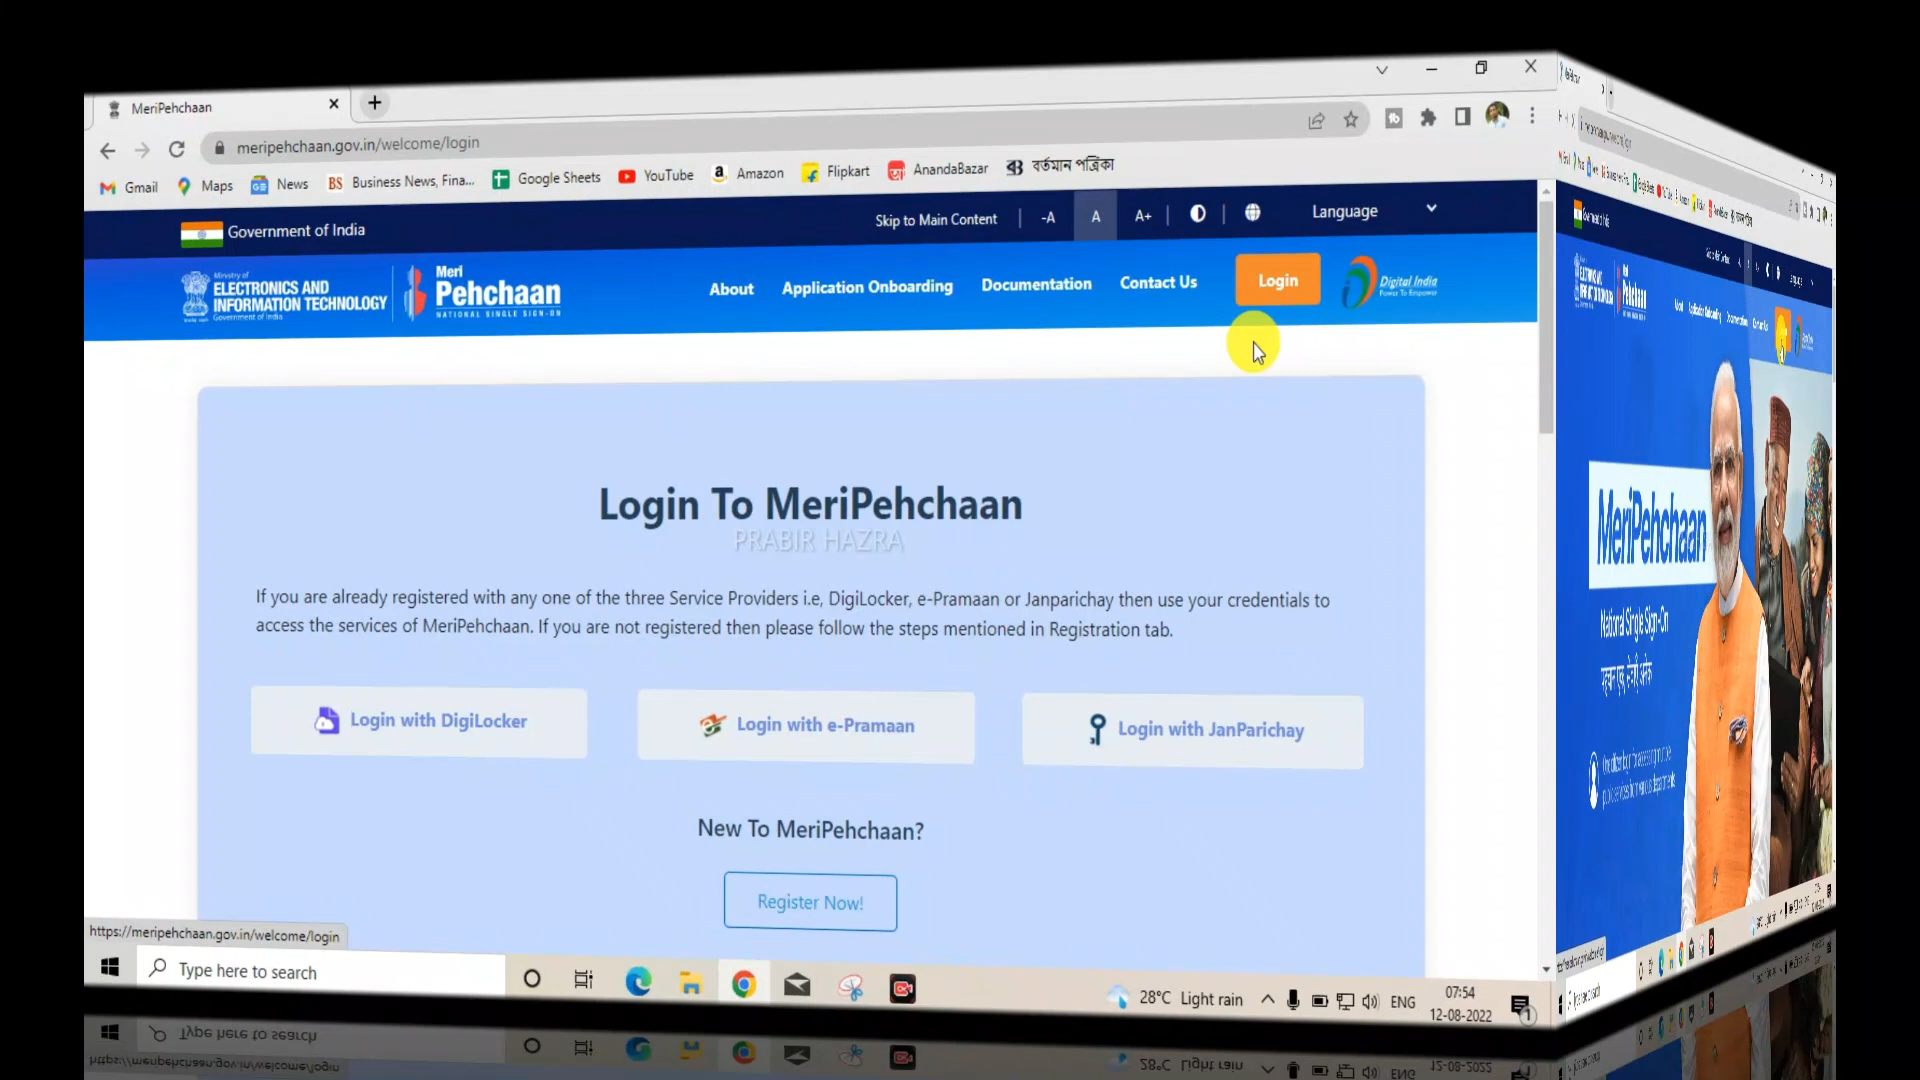 MeriPehchaan
meripehchaan.gov.in/welcome/login
Gmail Maps News BS Business News, Fina... Google Sheets YouTube Amazon Flipkart AnandaBazar বর্তমান পত্রিকা
Government of India Skip to Main Content -A A A+ Language
Ministry of
ELECTRONICS AND
INFORMATION TECHNOLOGY
Government of India
Meri
Pehchaan
NATIONAL SINGLE SIGN-ON
About Application Onboarding Documentation Contact Us Login
Digital India
Power To Empower
Login To MeriPehchaan
PRABIR HAZRA
If you are already registered with any one of the three Service Providers i.e, DigiLocker, e-Pramaan or Janparichay then use your credentials to
access the services of MeriPehchaan. If you are not registered then please follow the steps mentioned in Registration tab.
Login with DigiLocker Login with e-Pramaan Login with JanParichay
New To MeriPehchaan?
Register Now!
https://meripehchaan.gov.in/welcome/login
Type here to search
28°C Light rain ENG 07:54
12-08-2022
1
MeriPehchaan
National Single Sign-On